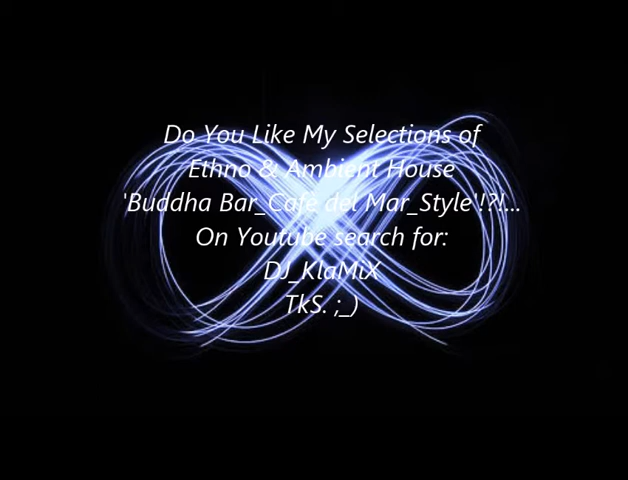 Do You Like My Selections of
Ethno & Ambient House
'Buddha Bar_Cafè del Mar_Style'!?!...
On Youtube search for:
DJ_KlaMiX
TkS. ;_)